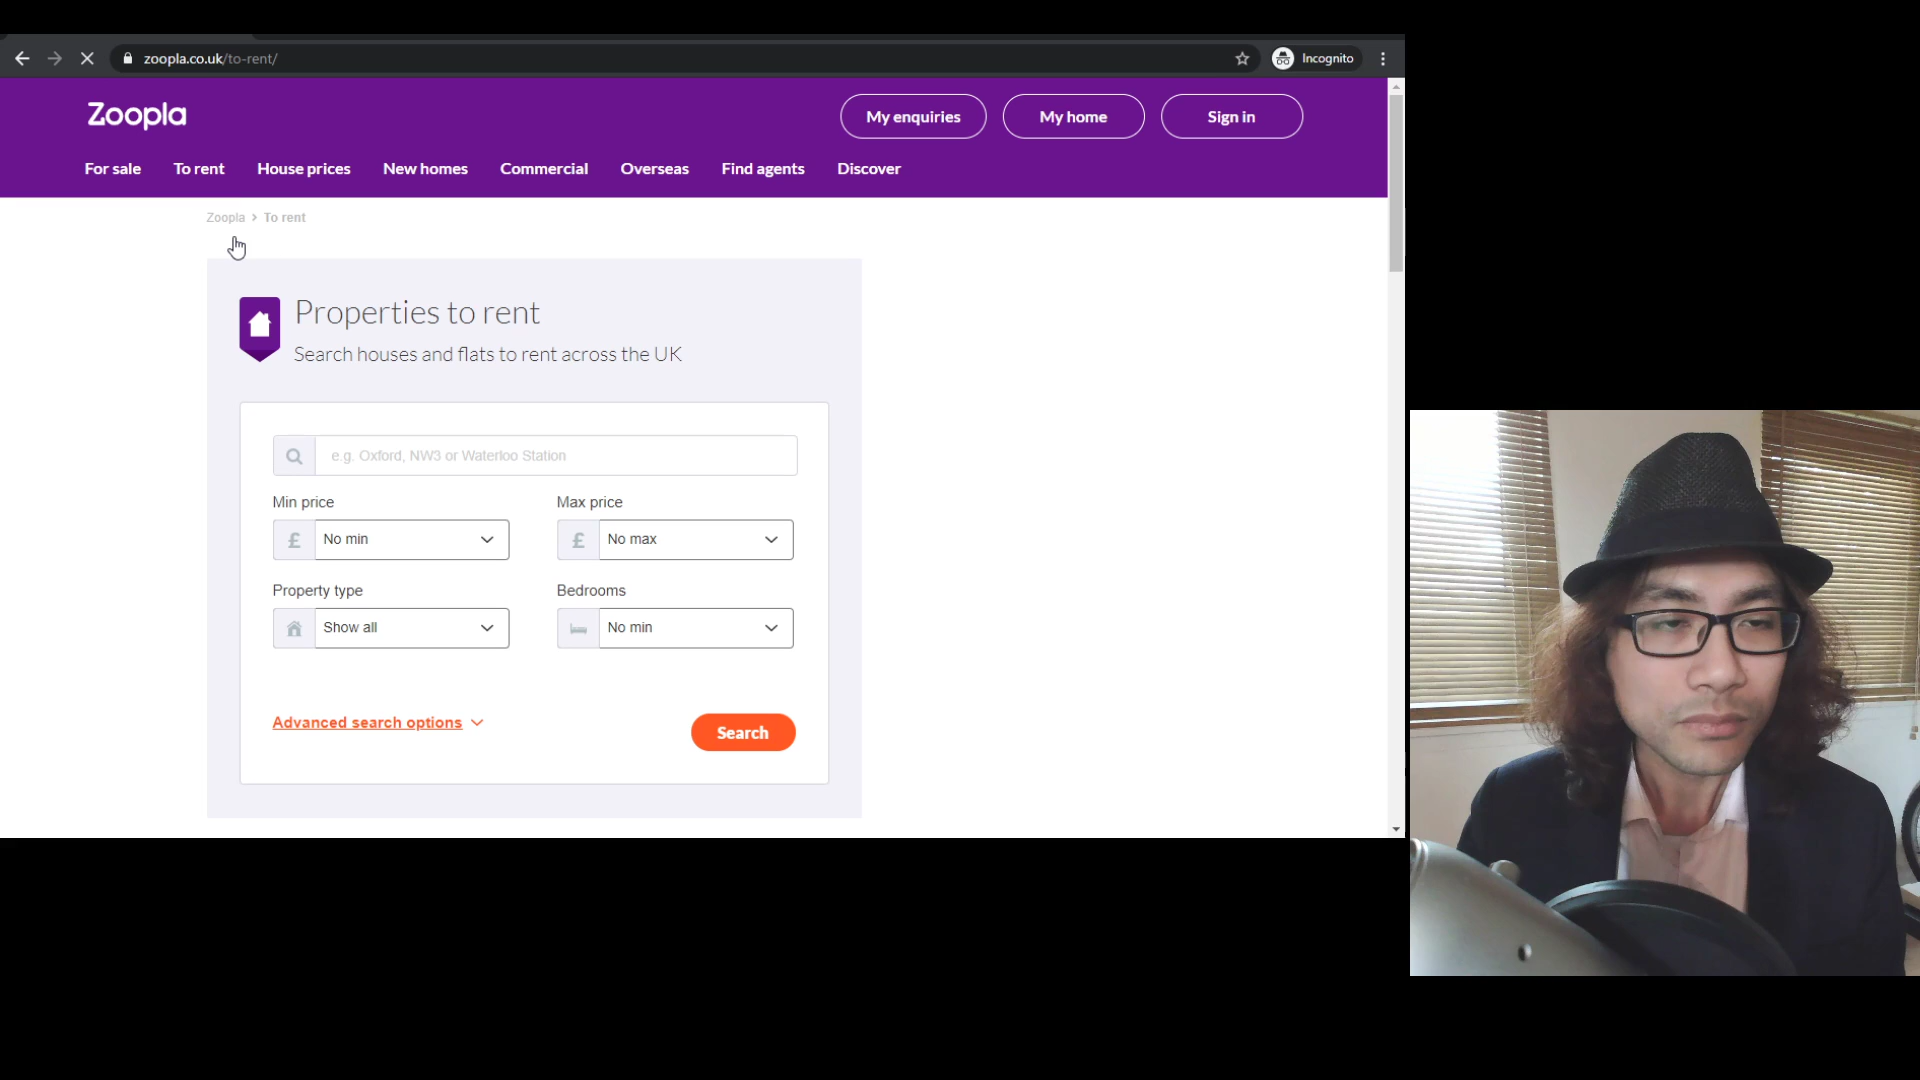 zoopla.co.uk/to-rent/
Incognito
Zoopla
My enquiries
My home
Sign in
For sale
To rent
House prices
New homes
Commercial
Overseas
Find agents
Discover
Zoopla > To rent
Properties to rent
Search houses and flats to rent across the UK
e.g. Oxford, NW3 or Waterloo Station
Min price
Max price
£ No min
£ No max
Property type
Bedrooms
Show all
No min
Advanced search options
Search